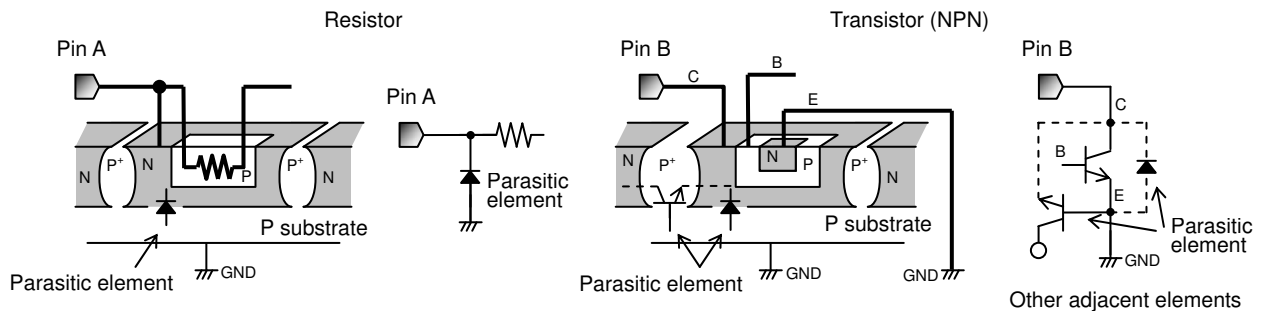 Resistor
Transistor (NPN)
Pin A
Pin B
Pin B
B
C
E
Pin A
C
N
P+
N
P
P+
N
N
P+
N
P
P+
N
B
E
Parasitic
element
P substrate
P substrate
Parasitic
element
GND
GND
GND
GND
Parasitic element
Parasitic element
Other adjacent elements